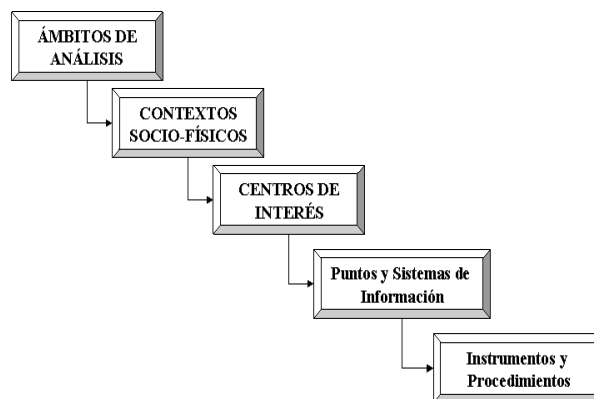 ÁMBITOS DE
ANÁLISIS
CONTEXTOS
SOCIO-FÍSICOS
CENTROS DE
INTERÉS
Puntos y Sistemas de
Información
Instrumentos y
Procedimientos